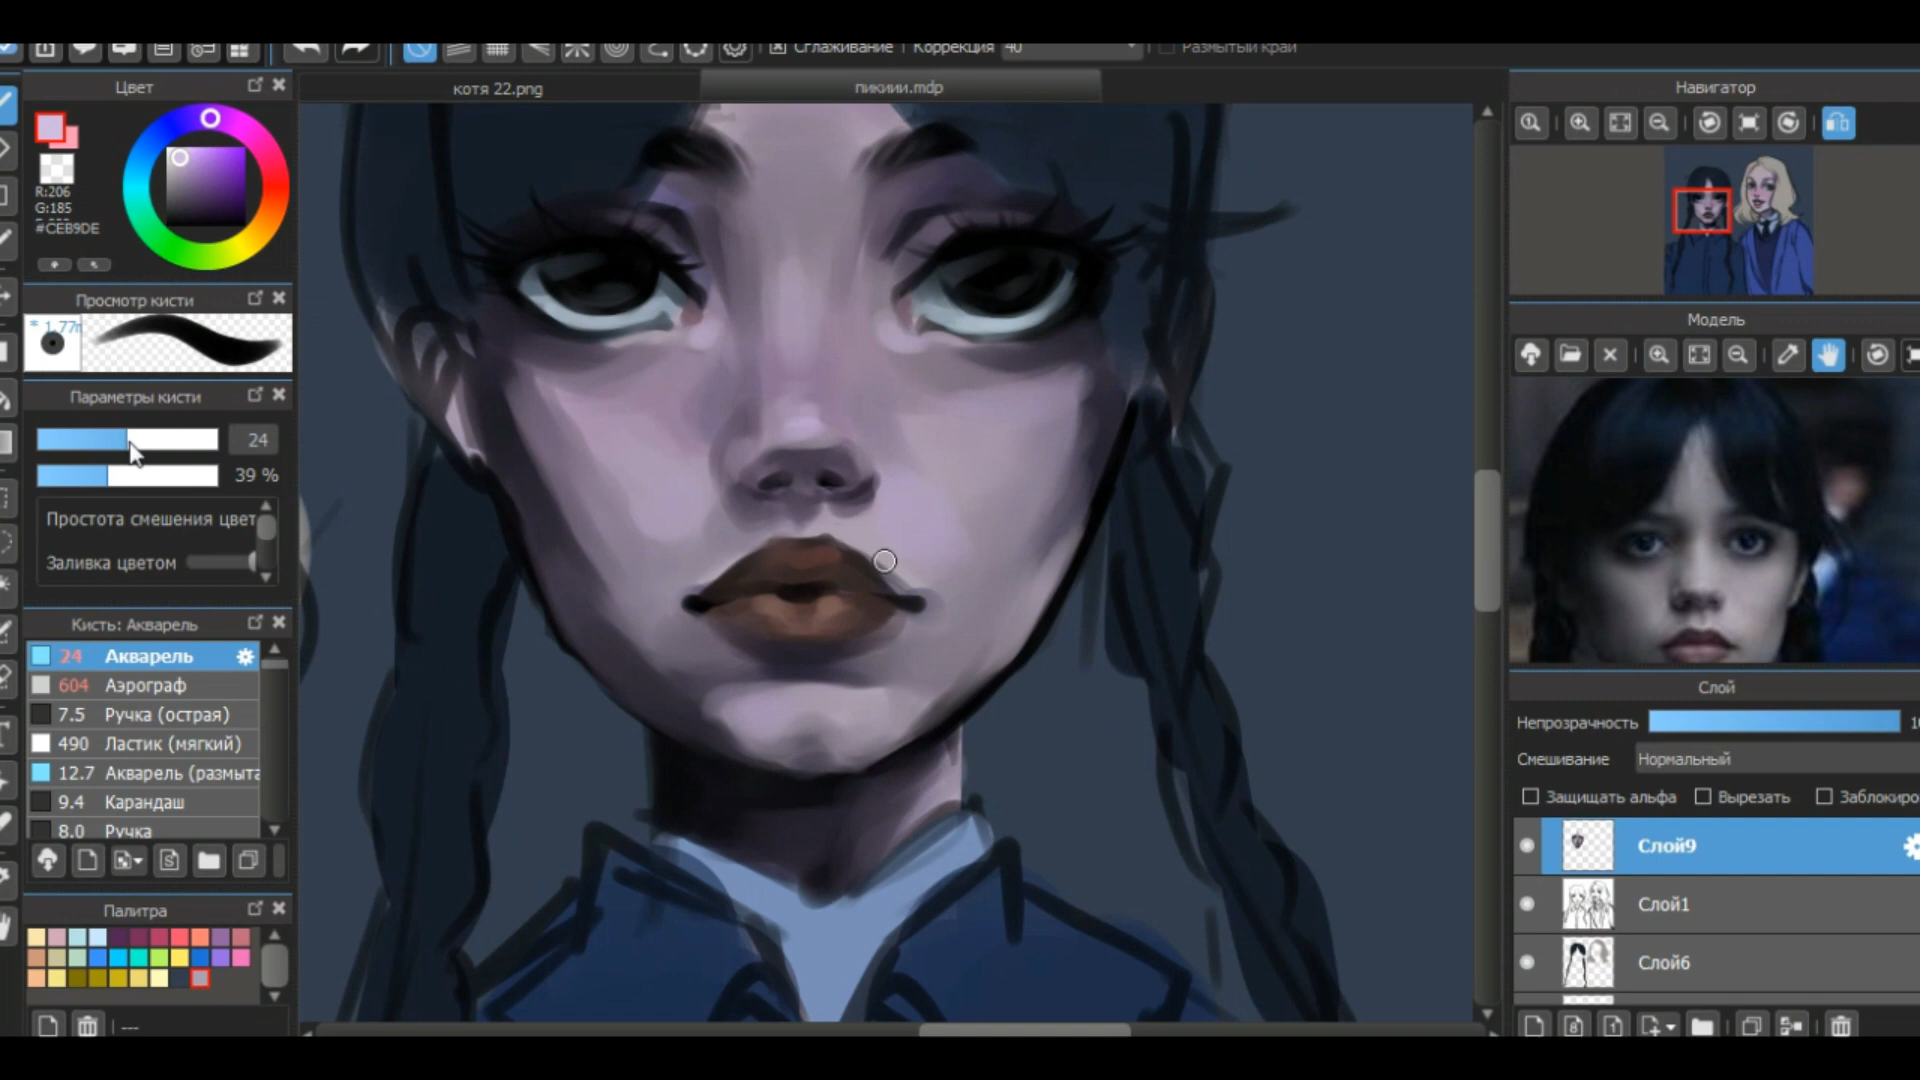 Сглаживание
Коррекция 40
Размытый край
Цвет
котя 22.png
пикиии.mdp
Навигатор
R:206
G:185
#CEB9DE
Просмотр кисти
Модель
Параметры кисти
24
39 %
Простота смешения цвет
Заливка цветом
Кисть: Акварель
24 Акварель
604 Аэрограф
7.5 Ручка (острая)
490 Ластик (мягкий)
12.7 Акварель (размыта
9.4 Карандаш
8.0 Ручка
Палитра
---
Слой
Непрозрачность
Смешивание Нормальный
Защищать альфа
Вырезать
Заблокиро
Слой9
Слой1
Слой6